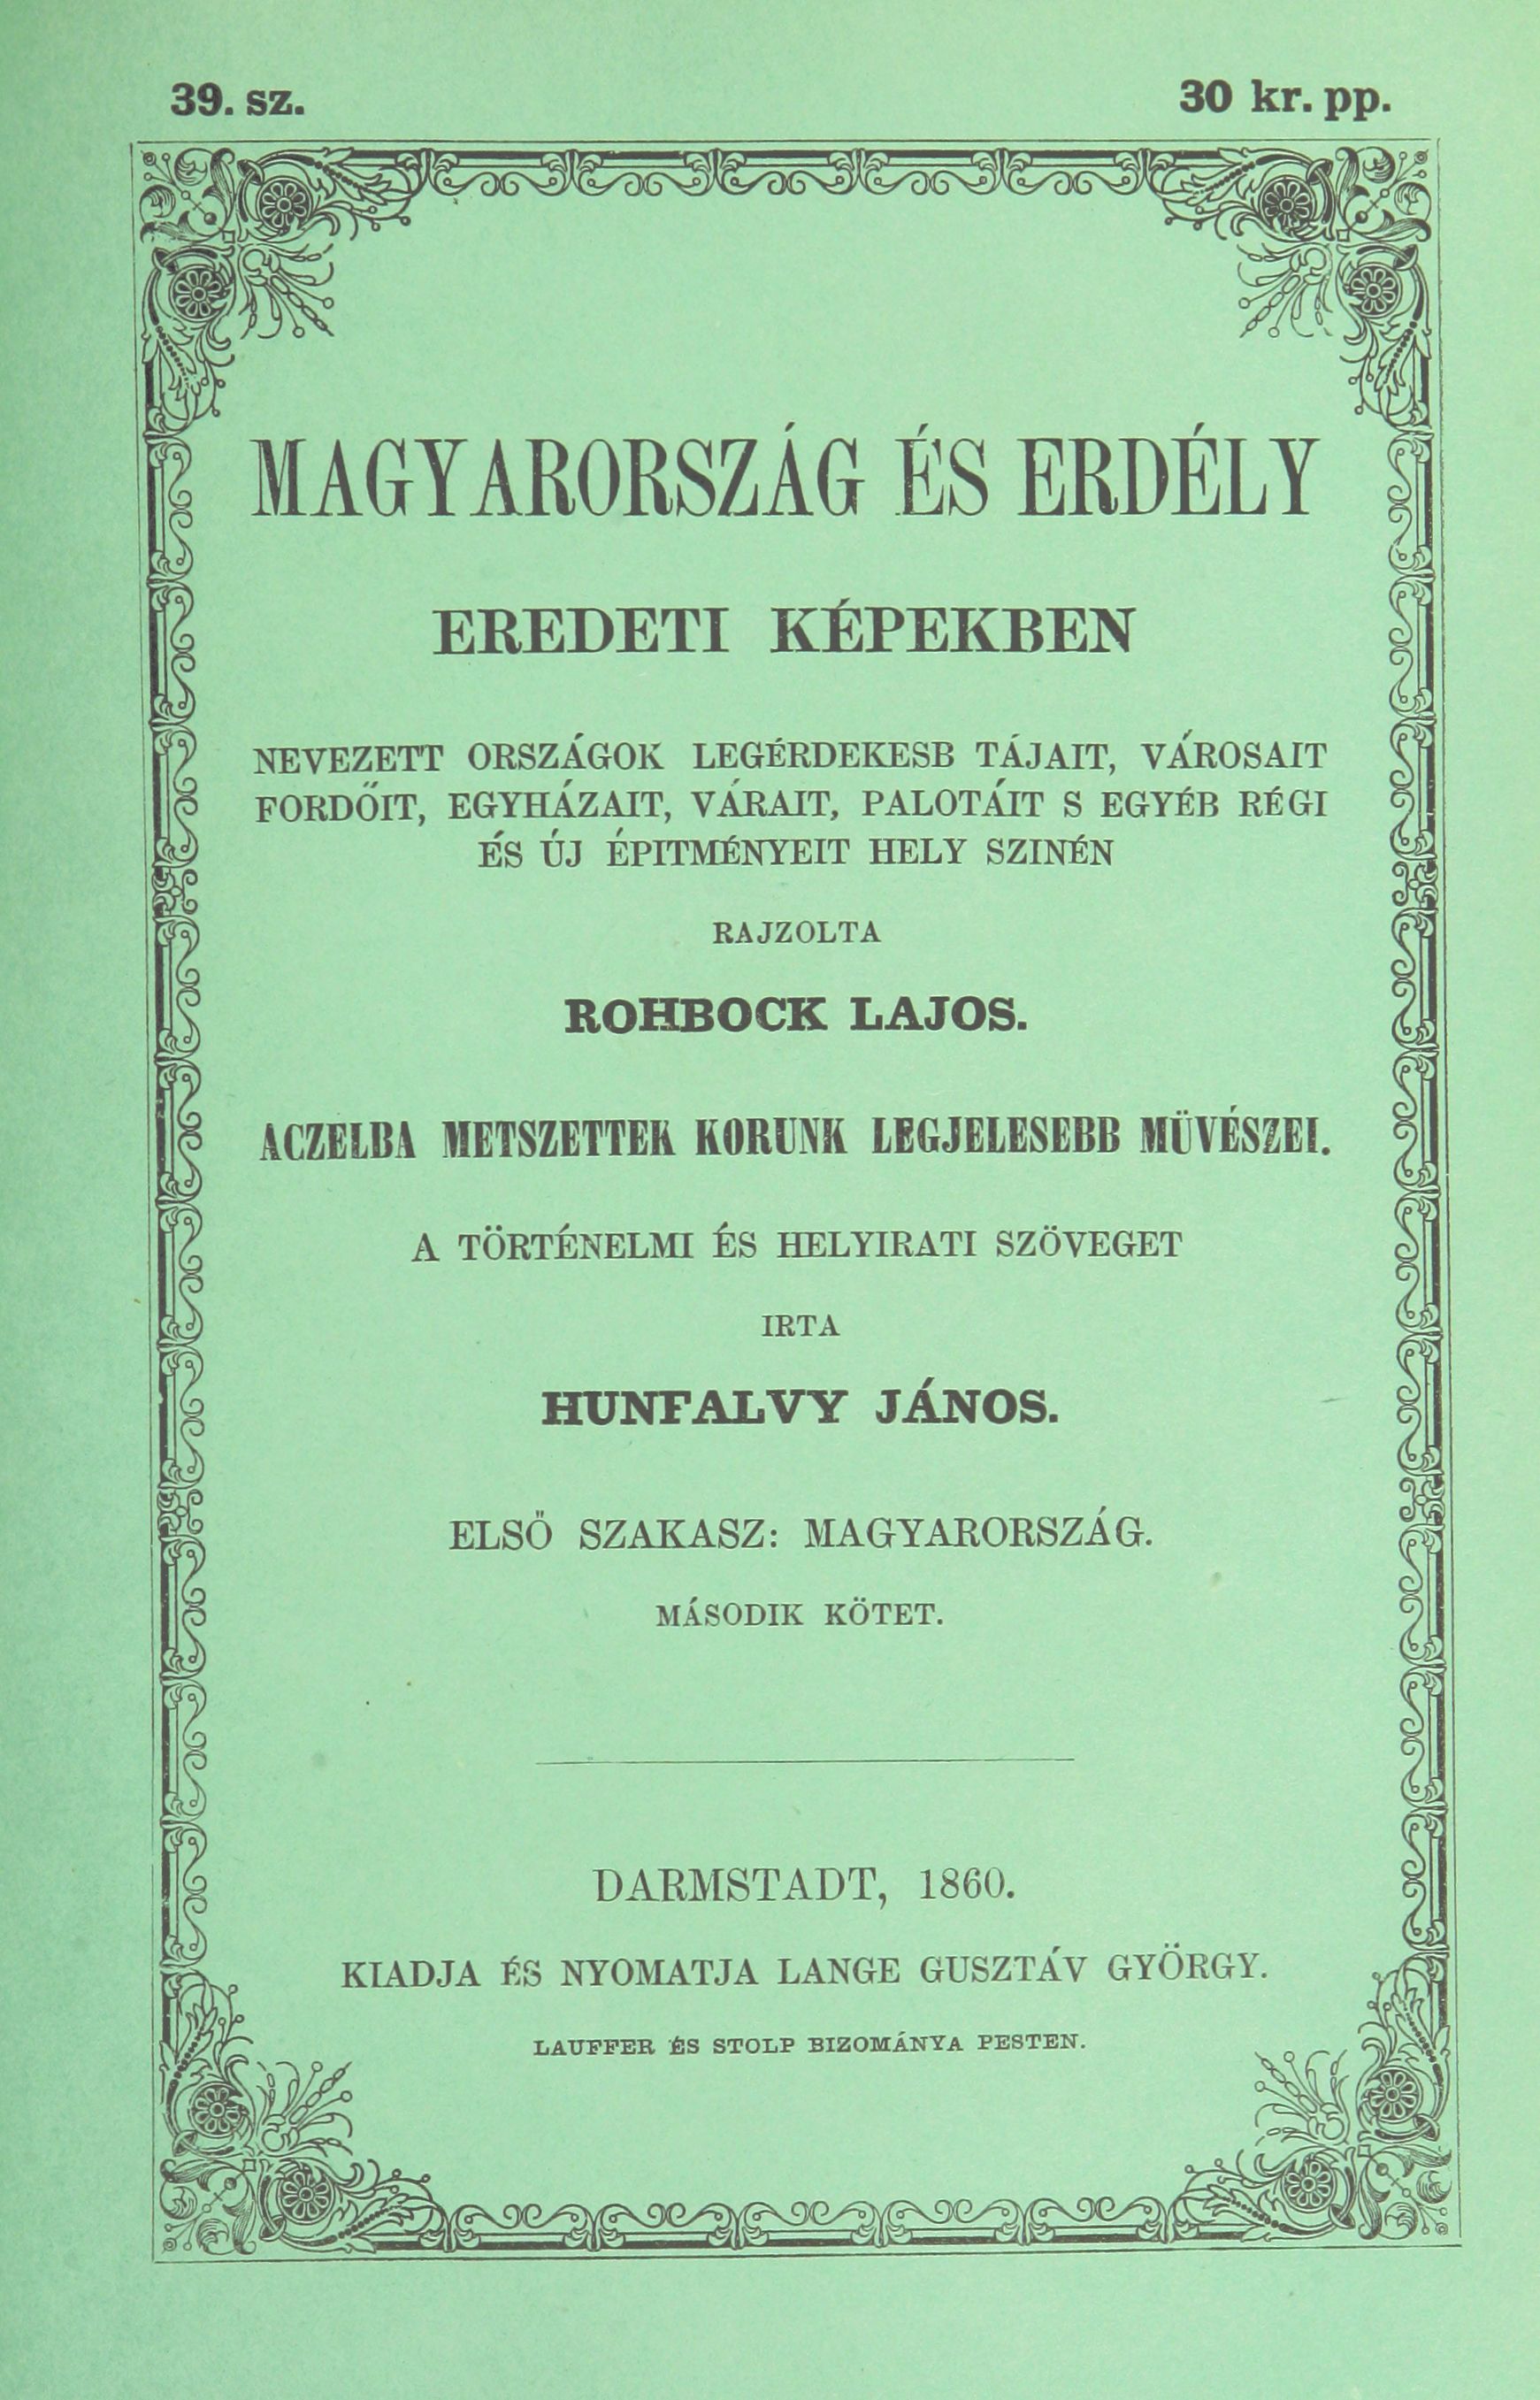 39. sz.
30 kr. pp.
MAGYARORSZÁG ÉS ERDÉLY
EREDETI KÉPEKBEN
NEVEZETT ORSZÁGOK LEGÉRDEKESB TÁJAIT, VÁROSAIT
FORDŐIT, EGYHÁZAIT, VÁRAIT, PALOTÁIT S EGYÉB RÉGI
ÉS ÚJ ÉPITMÉNYEIT HELY SZINÉN
RAJZOLTA
ROHBOCK LAJOS.
ACZELBA METSZETTEK KORUNK LEGJELESEBB MÜVÉSZEI.
A TÖRTÉNELMI ÉS HELYIRATI SZÖVEGET
IRTA
HUNFALVY JÁNOS.
ELSŐ SZAKASZ: MAGYARORSZÁG.
MÁSODIK KÖTET.
DARMSTADT, 1860.
KIADJA ÉS NYOMATJA LANGE GUSZTÁV GYÖRGY.
LAUFFER ÉS STOLP BIZOMÁNYA PESTEN.